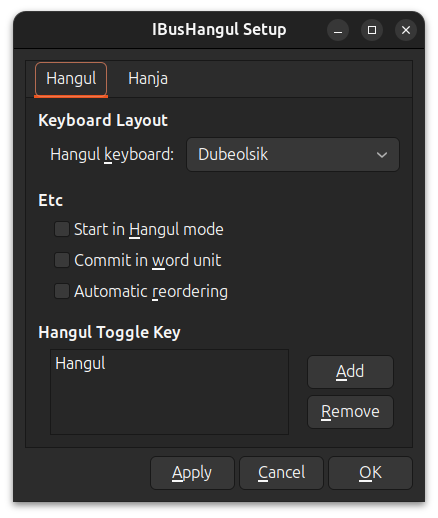 IBusHangul Setup
Hangul Hanja
Keyboard Layout
Hangul keyboard: Dubeolsik
Etc
Start in Hangul mode
Commit in word unit
Automatic reordering
Hangul Toggle Key
Hangul
Add
Remove
Apply Cancel OK